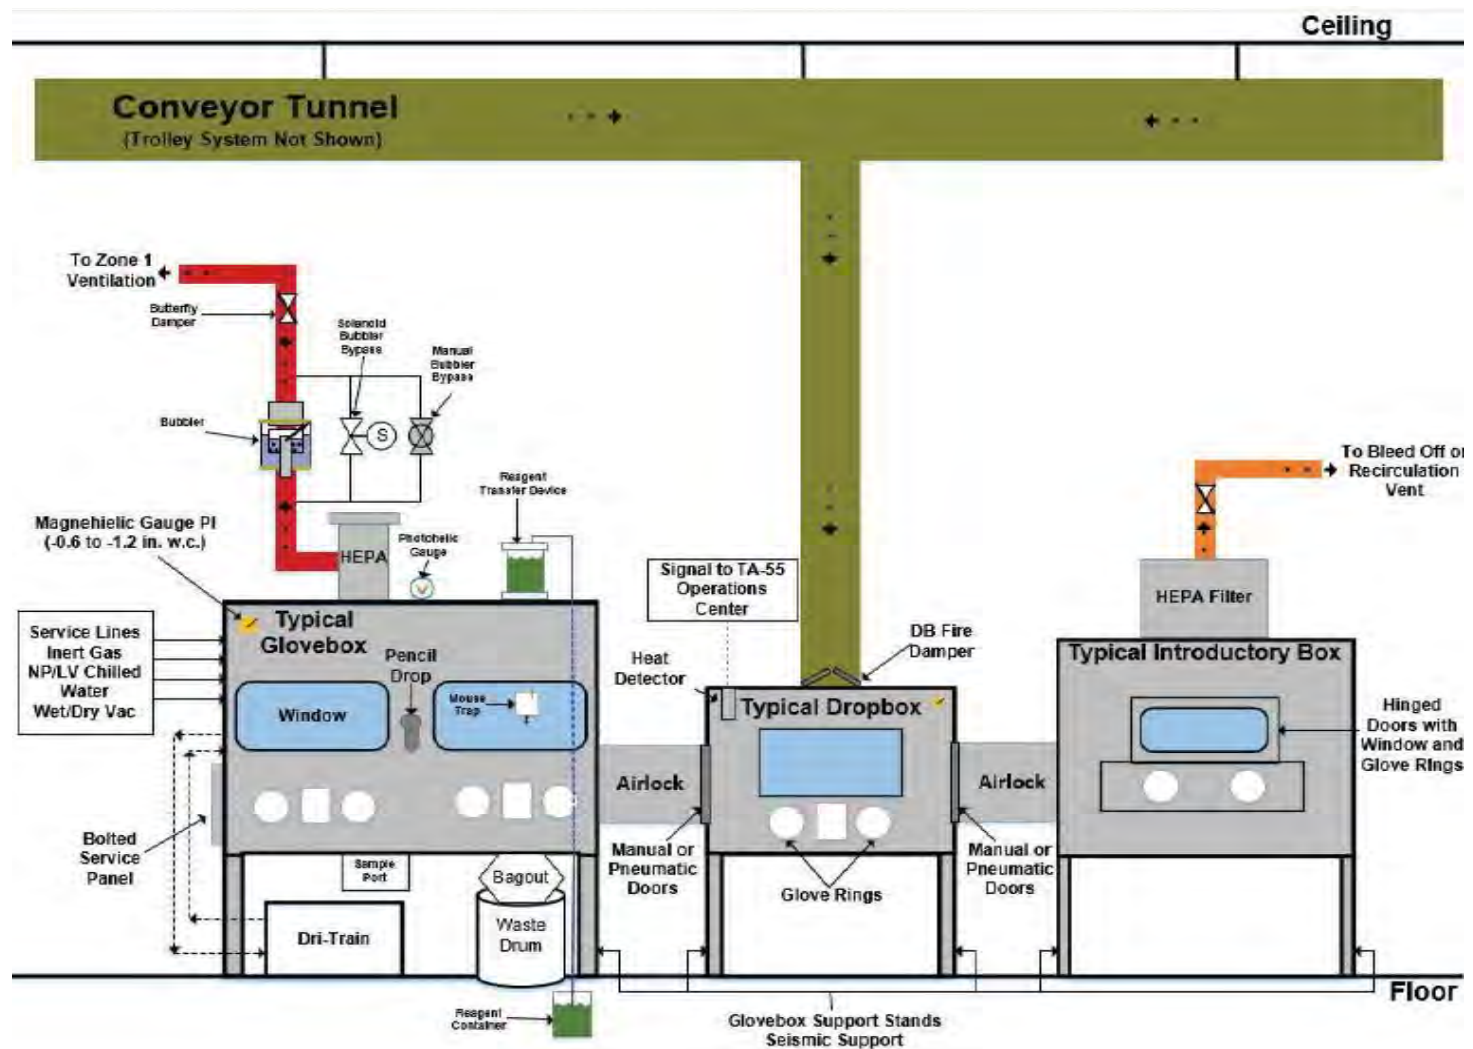 Ceiling
Conveyor Tunnel
(Trolley System Not Shown)
To Zone 1
Ventilation
Butterfly
Damper
Solenoid
Bubbler
Bypass
Manual
Bubbler
Bypass
Bubbler
S
Reagent
Transfer Device
To Bleed Off or
Recirculation
Vent
Magnehielic Gauge PI
(-0.6 to -1.2 in. w.c.)
HEPA
Photohelic
Gauge
Signal to TA-55
Operations
Center
HEPA Filter
Service Lines
Inert Gas
NP/LV Chilled
Water
Wet/Dry Vac
Typical
Glovebox
Pencil
Drop
Heat
Detector
DB Fire
Damper
Typical Introductory Box
Window
Mouse
Trap
Typical Dropbox
Hinged
Doors with
Window and
Glove Rings
Airlock
Airlock
Bolted
Service
Panel
Sample
Port
Bagout
Manual or
Pneumatic
Doors
Glove Rings
Manual or
Pneumatic
Doors
Dri-Train
Waste
Drum
Floor
Reagent
Container
Glovebox Support Stands
Seismic Support